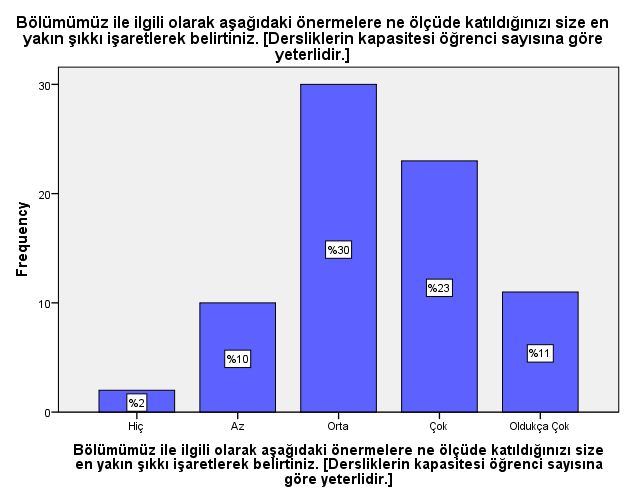 Bölümümüz ile ilgili olarak aşağıdaki önermelere ne ölçüde katıldığınızı size en
yakın şıkkı işaretlerek belirtiniz. [Dersliklerin kapasitesi öğrenci sayısına göre
yeterlidir.]
Frequency
30
20
10
0
%2
%10
%30
%23
%11
Hiç
Az
Orta
Çok
Oldukça Çok
Bölümümüz ile ilgili olarak aşağıdaki önermelere ne ölçüde katıldığınızı size
en yakın şıkkı işaretlerek belirtiniz. [Dersliklerin kapasitesi öğrenci sayısına
göre yeterlidir.]